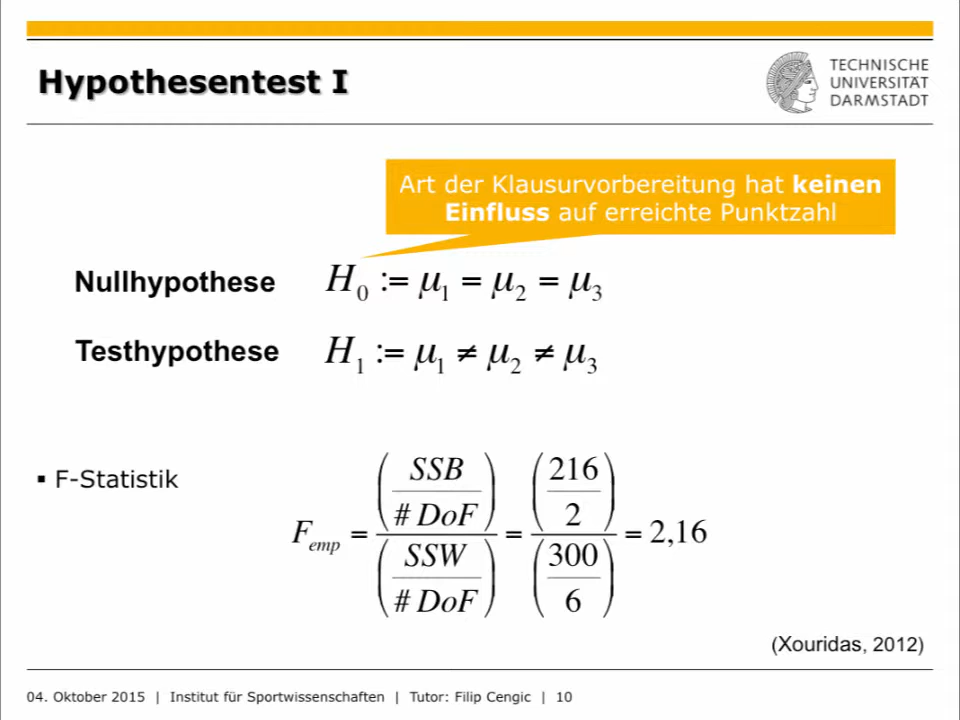 Hypothesentest I
TECHNISCHE
UNIVERSITÄT
DARMSTADT
Art der Klausurvorbereitung hat keinen
Einfluss auf erreichte Punktzahl
Nullhypothese H₀ := μ₁ = μ₂ = μ₃
Testhypothese H₁ := μ₁ ≠ μ₂ ≠ μ₃
▪ F-Statistik F_emp = (SSB / # DoF) / (SSW / # DoF) = (216 / 2) / (300 / 6) = 2,16
(Xouridas, 2012)
04. Oktober 2015 | Institut für Sportwissenschaften | Tutor: Filip Cengic | 10